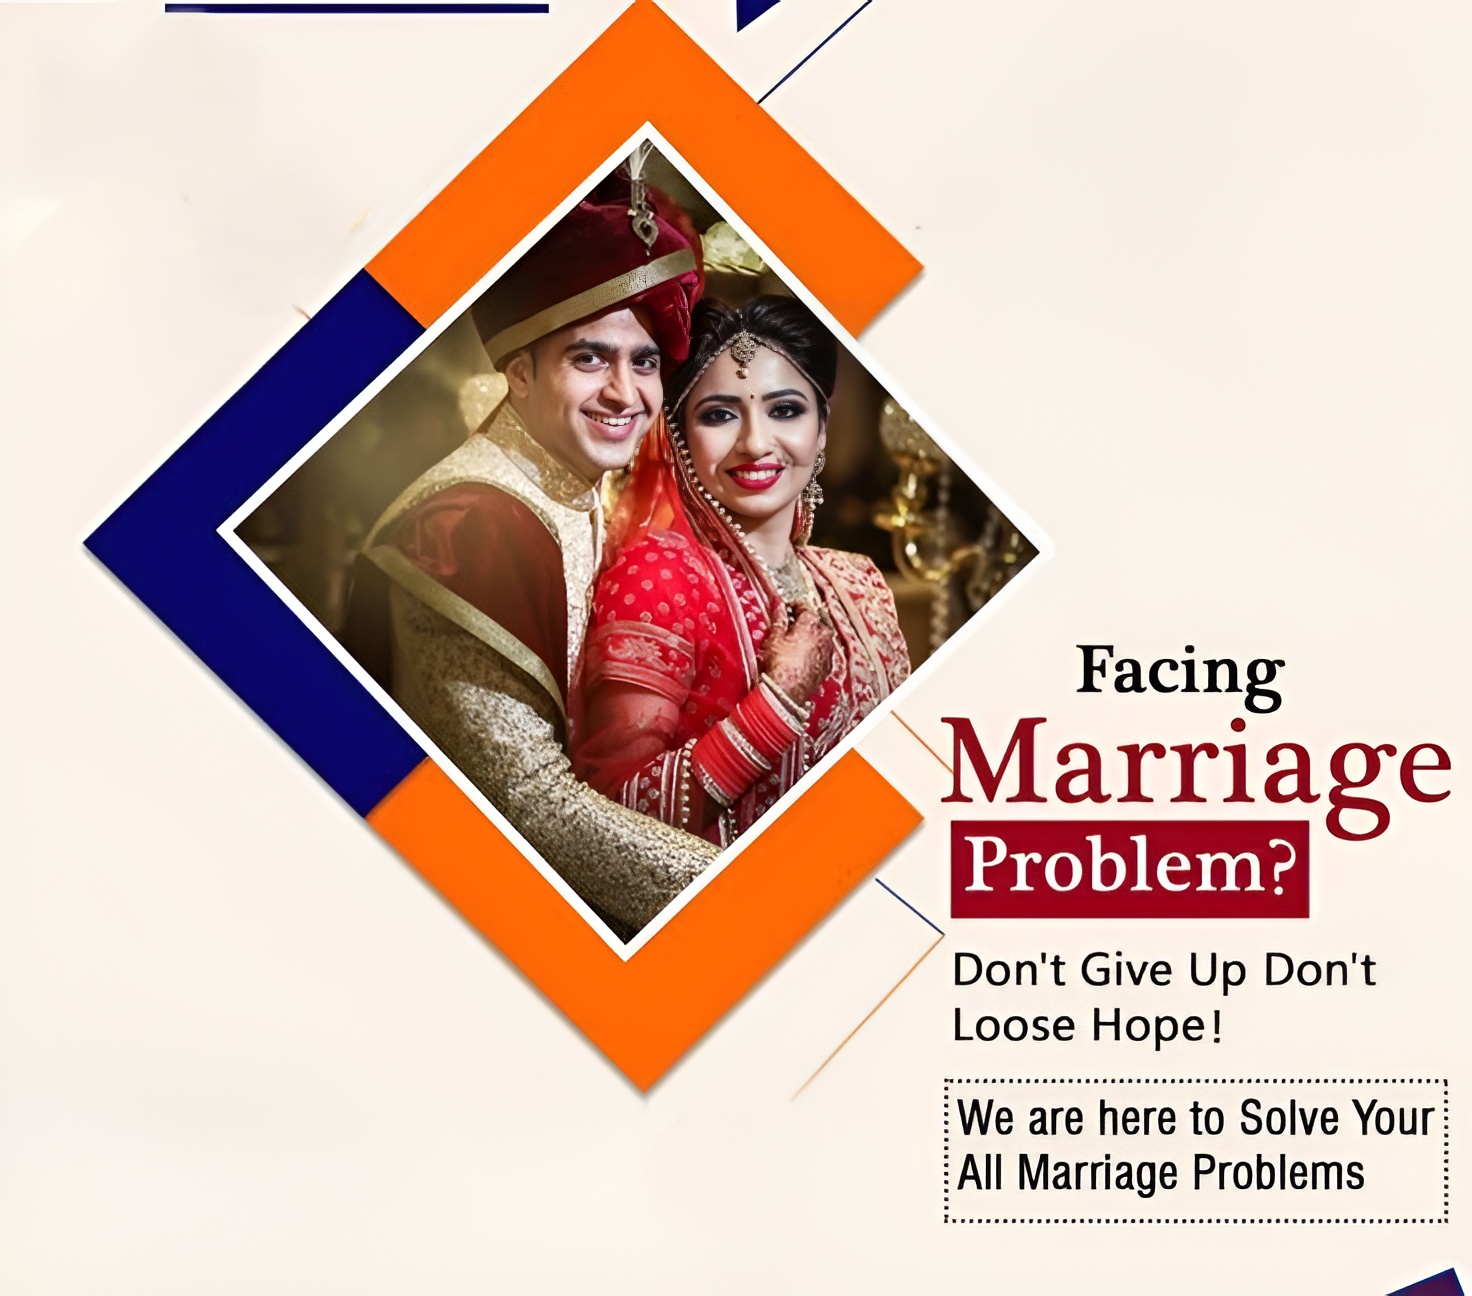 Facing
Marriage
Problem?
Don't Give Up Don't
Loose Hope!
We are here to Solve Your
All Marriage Problems